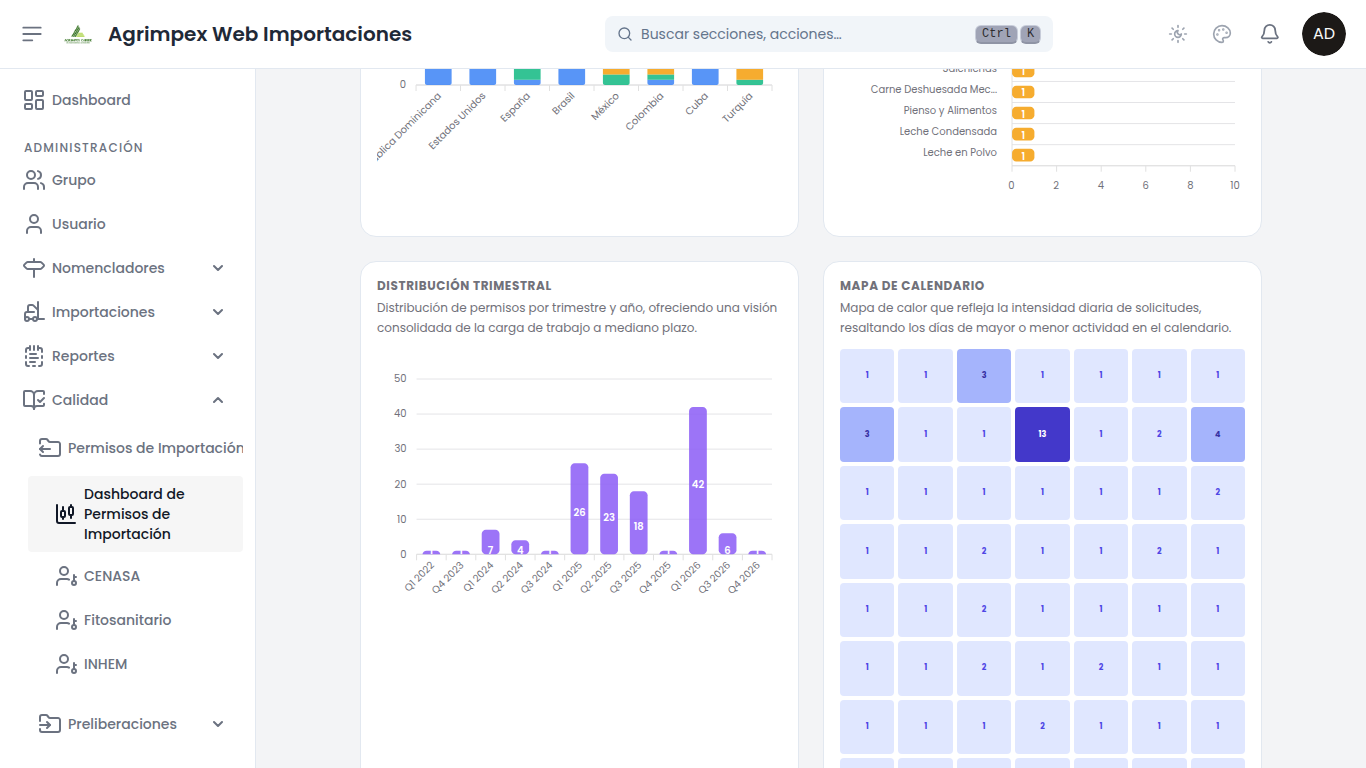 Agrimpex Web Importaciones
Buscar secciones, acciones...
Ctrl K
AD
Dashboard
ADMINISTRACIÓN
Grupo
Usuario
Nomencladores
Importaciones
Reportes
Calidad
Permisos de Importación
Dashboard de
Permisos de
Importación
CENASA
Fitosanitario
INHEM
Preliberaciones
0
Dominicana
Estados Unidos
España
Brasil
México
Colombia
Cuba
Turquía
Salchichas
1
Carne Deshuesada Mec...
1
Pienso y Alimentos
1
Leche Condensada
1
Leche en Polvo
1
0 2 4 6 8 10
DISTRIBUCIÓN TRIMESTRAL
Distribución de permisos por trimestre y año, ofreciendo una visión
consolidada de la carga de trabajo a mediano plazo.
50
40
30
20
10
0
7 4 26 23 18 42 6
Q1 2022
Q4 2023
Q1 2024
Q2 2024
Q3 2024
Q1 2025
Q2 2025
Q3 2025
Q4 2025
Q1 2026
Q3 2026
Q4 2026
MAPA DE CALENDARIO
Mapa de calor que refleja la intensidad diaria de solicitudes,
resaltando los días de mayor o menor actividad en el calendario.
1 1 3 1 1 1 1
3 1 1 13 1 2 4
1 1 1 1 1 1 2
1 1 2 1 1 2 1
1 1 2 1 1 1 1
1 1 2 1 2 1 1
1 1 1 2 1 1 1